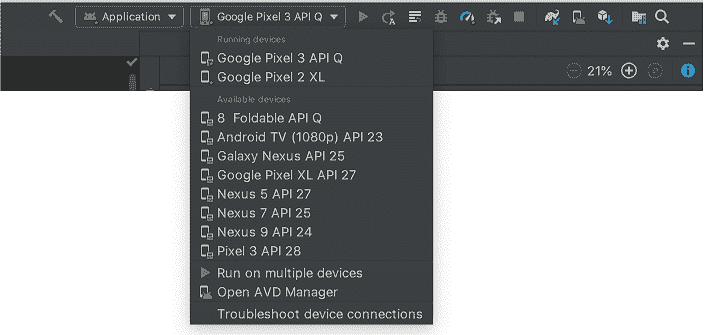 Application
Google Pixel 3 API Q
Running devices
Google Pixel 3 API Q
Google Pixel 2 XL
21%
Available devices
8 Foldable API Q
Android TV (1080p) API 23
Galaxy Nexus API 25
Google Pixel XL API 27
Nexus 5 API 27
Nexus 7 API 25
Nexus 9 API 24
Pixel 3 API 28
Run on multiple devices
Open AVD Manager
Troubleshoot device connections